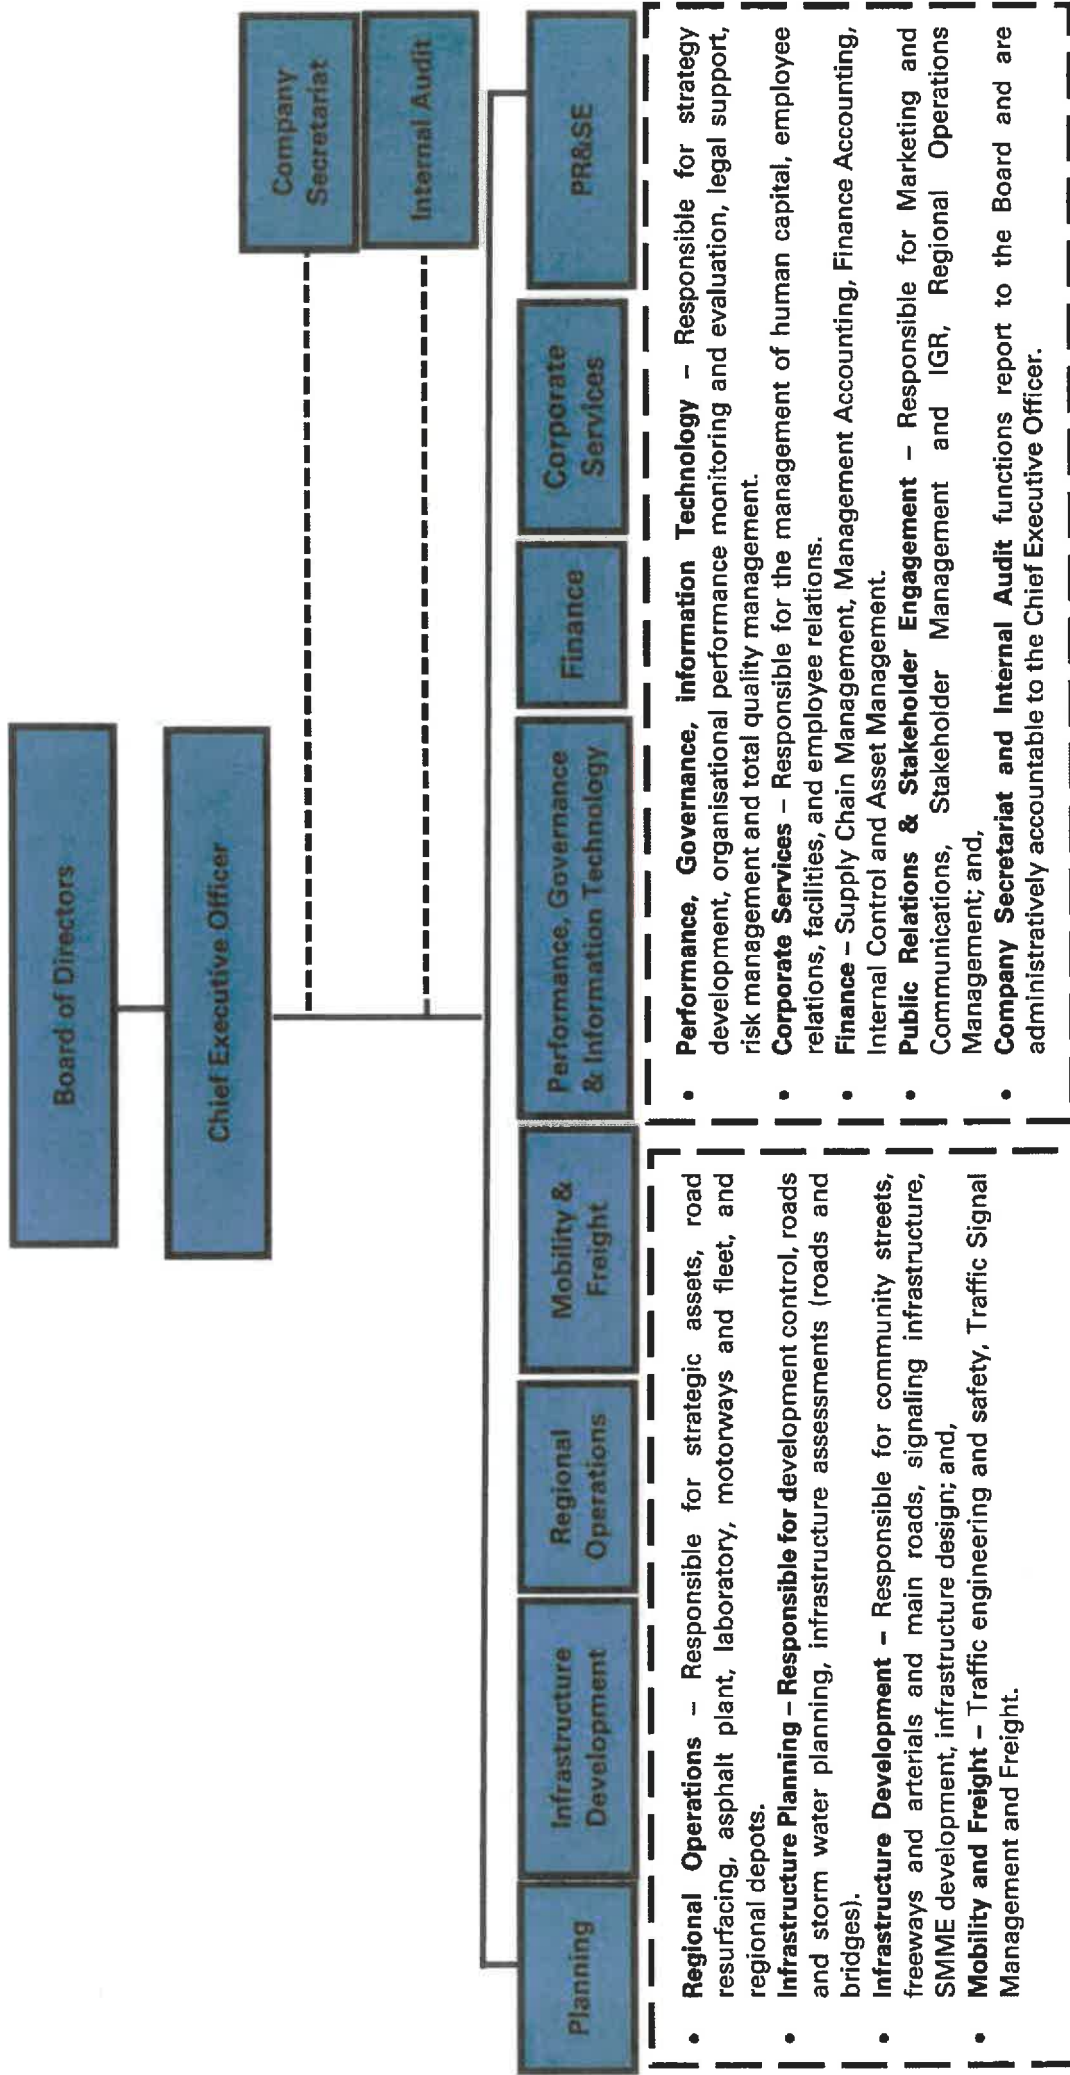 Board of Directors
Chief Executive Officer
Company
Secretariat
Internal Audit
Planning
Infrastructure
Development
Regional
Operations
Mobility &
Freight
Performance, Governance
& Information Technology
Finance
Corporate
Services
PR&SE
• Regional Operations – Responsible for strategic assets, road
resurfacing, asphalt plant, laboratory, motorways and fleet, and
regional depots.
• Infrastructure Planning – Responsible for development control, roads
and storm water planning, infrastructure assessments (roads and
bridges).
• Infrastructure Development – Responsible for community streets,
freeways and arterials and main roads, signaling infrastructure,
SMME development, infrastructure design; and,
• Mobility and Freight – Traffic engineering and safety, Traffic Signal
Management and Freight.
• Performance, Governance, Information Technology – Responsible for strategy
development, organisational performance monitoring and evaluation, legal support,
risk management and total quality management.
• Corporate Services – Responsible for the management of human capital, employee
relations, facilities, and employee relations.
• Finance – Supply Chain Management, Management Accounting, Finance Accounting,
Internal Control and Asset Management.
• Public Relations & Stakeholder Engagement – Responsible for Marketing and
Communications, Stakeholder Management and IGR, Regional Operations
Management; and,
• Company Secretariat and Internal Audit functions report to the Board and are
administratively accountable to the Chief Executive Officer.